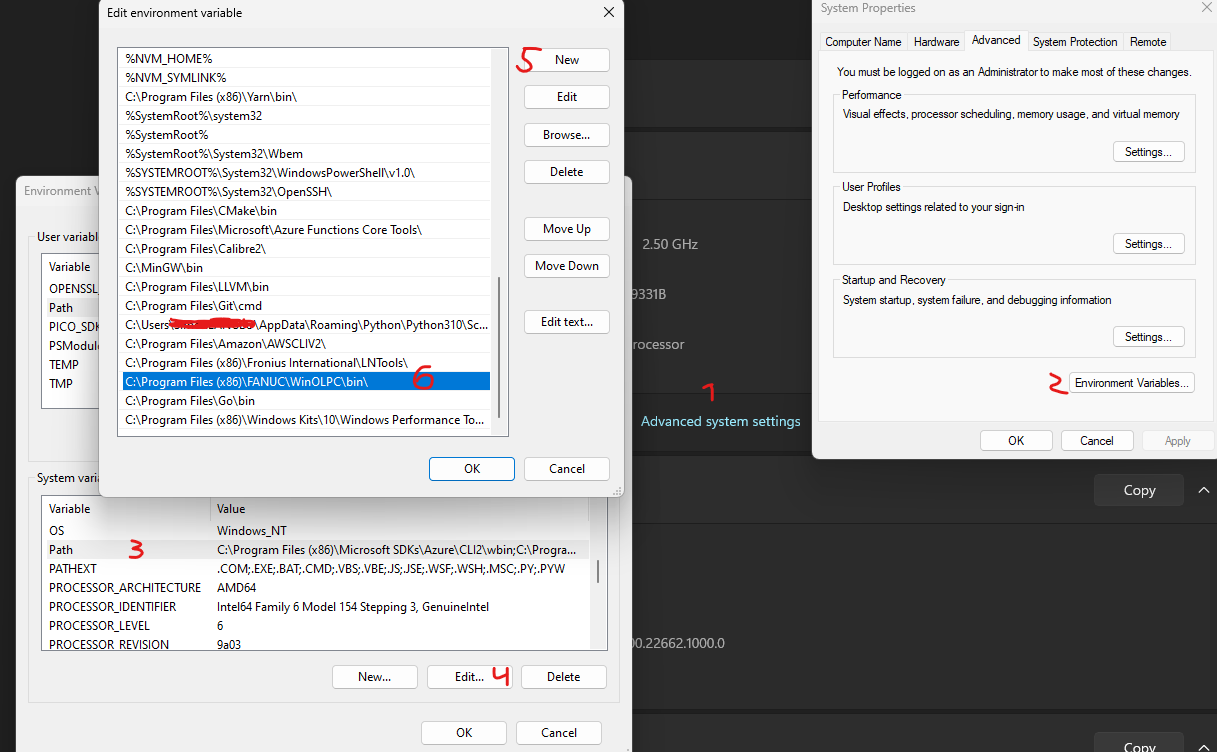 Edit environment variable
%NVM_HOME%
%NVM_SYMLINK%
C:\Program Files (x86)\Yarn\bin\
%SystemRoot%\system32
%SystemRoot%
%SystemRoot%\System32\Wbem
%SYSTEMROOT%\System32\WindowsPowerShell\v1.0\
%SYSTEMROOT%\System32\OpenSSH\
C:\Program Files\CMake\bin
C:\Program Files\Microsoft\Azure Functions Core Tools\
C:\Program Files\Calibre2\
C:\MinGW\bin
C:\Program Files\LLVM\bin
C:\Program Files\Git\cmd
C:\Users\ \AppData\Roaming\Python\Python310\Sc...
C:\Program Files\Amazon\AWSCLIV2\
C:\Program Files (x86)\Fronius International\LNTools\
C:\Program Files (x86)\FANUC\WinOLPC\bin\ 6
C:\Program Files\Go\bin
C:\Program Files (x86)\Windows Kits\10\Windows Performance To...
5 New
Edit
Browse...
Delete
Move Up
Move Down
Edit text...
OK
Cancel
Environment V
User variabl
Variable
OPENSSL_
Path
PICO_SDK
PSModule
TEMP
TMP
System varia
Variable Value
OS Windows_NT
Path 3 C:\Program Files (x86)\Microsoft SDKs\Azure\CLI2\wbin;C:\Progra...
PATHEXT .COM;.EXE;.BAT;.CMD;.VBS;.VBE;.JS;.JSE;.WSF;.WSH;.MSC;.PY;.PYW
PROCESSOR_ARCHITECTURE AMD64
PROCESSOR_IDENTIFIER Intel64 Family 6 Model 154 Stepping 3, GenuineIntel
PROCESSOR_LEVEL 6
PROCESSOR_REVISION 9a03
New...
Edit... 4
Delete
OK
Cancel
2.50 GHz
9331B
rocessor
1
Advanced system settings
00.22662.1000.0
Copy
Copy
System Properties
Computer Name Hardware Advanced System Protection Remote
You must be logged on as an Administrator to make most of these changes.
Performance
Visual effects, processor scheduling, memory usage, and virtual memory
Settings...
User Profiles
Desktop settings related to your sign-in
Settings...
Startup and Recovery
System startup, system failure, and debugging information
Settings...
2 Environment Variables...
OK
Cancel
Apply